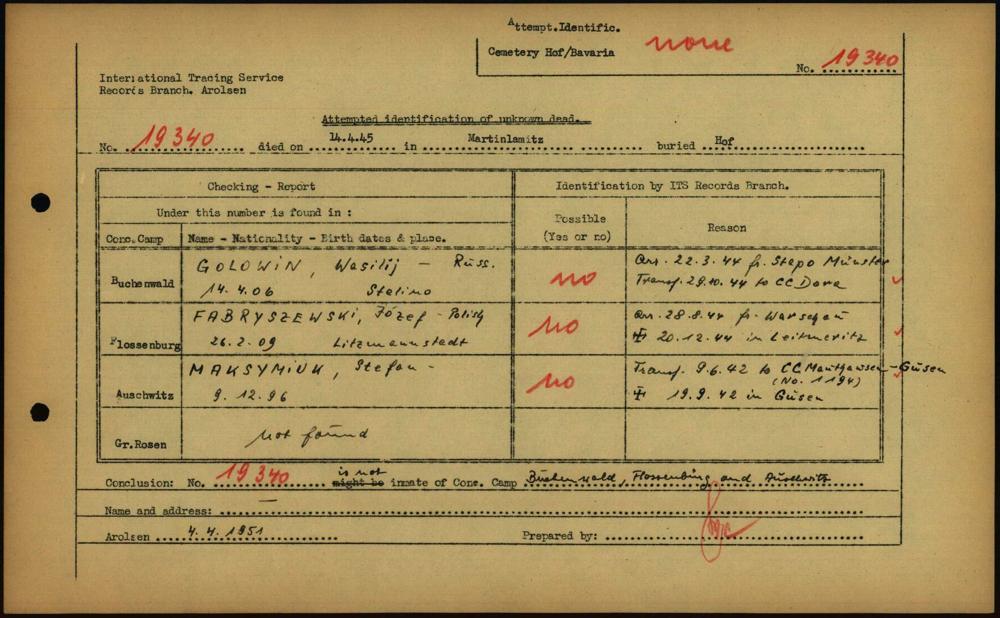 Attempt.Identific.
Cemetery Hof/Bavaria none
No. 19340
International Tracing Service
Records Branch. Arolsen
Attempted identification of unknown dead.
No. 19340 died on 14.4.45 in Martinlamitz buried Hof
Checking - Report Identification by ITS Records Branch.
Under this number is found in : Possible (Yes or no) Reason
Conc.Camp Name - Nationality - Birth dates & place.
Buchenwald GOLOWIN, Wasilij - Russ. no Arr. 22.3.44 fr. Stapo Münster
14.4.06 Stalino Transf. 29.10.44 to CC Dora
Flossenburg FABRYSZEWSKI, Józef - Polish no Arr. 28.8.44 fr. Warschau
26.2.09 Litzmannstadt 20.12.44 in Leitmeritz
Auschwitz MAKSYMIUK, Stefan - no Transf. 9.6.42 to CC Mauthausen-Gusen
(No. 1194)
9.12.96 19.9.42 in Gusen
Gr.Rosen not found
is not
Conclusion: No. 19340 might be inmate of Conc. Camp Buchenwald, Flossenbürg and Auschwitz
Name and address: —
Arolsen 4.4.1951 Prepared by: